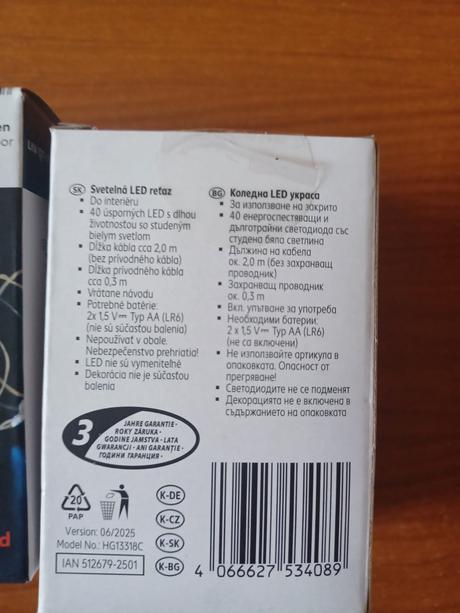 en
oor
LED
SK Svetelná LED reťaz
• Do interiéru
• 40 úsporných LED s dlhou
životnosťou so studeným
bielym svetlom
• Dĺžka kábla cca 2,0 m
(bez prívodného kábla)
• Dĺžka prívodného kábla
cca 0,3 m
• Vrátane návodu
• Potrebné batérie:
2x 1,5 V⎓ Typ AA (LR6)
(nie sú súčasťou balenia)
• Nepoužívať v obale.
Nebezpečenstvo prehriatia!
• LED nie sú vymeniteľné
• Dekorácia nie je súčasťou
balenia
BG Коледна LED украса
• За използване на закрито
• 40 енергоспестяващи и
дълготрайни светодиода със
студена бяла светлина
• Дължина на кабела
ок. 2,0 m (без захранващ
проводник)
• Захранващ проводник
ок. 0,3 m
• Вкл. упътване за употреба
• Необходими батерии:
2 x 1,5 V⎓ Typ AA (LR6)
(не са включени)
• Не използвайте артикула в
опаковката. Опасност от
прегряване!
• Светодиодите не се подменят
• Декорацията не е включена в
съдържанието на опаковката
3
JAHRE GARANTIE •
ROKY ZÁRUKA •
GODINE JAMSTVA • LATA
GWARANCJI • ANI GARANȚIE •
ГОДИНИ ГАРАНЦИЯ •
20
PAP
K-DE
K-CZ
K-SK
K-BG
Version: 06/2025
Model No.: HG13318C
IAN 512679-2501
4 066627 534089
d